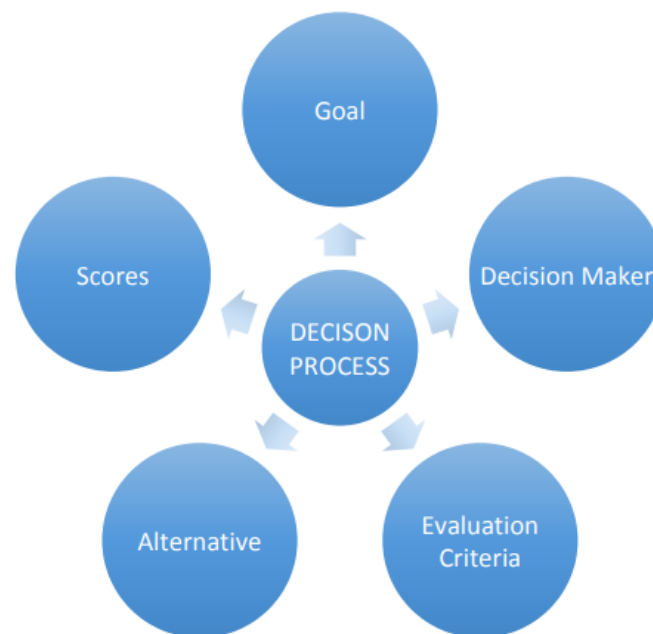 Goal
Scores
Decision Maker
DECISON
PROCESS
Alternative
Evaluation
Criteria